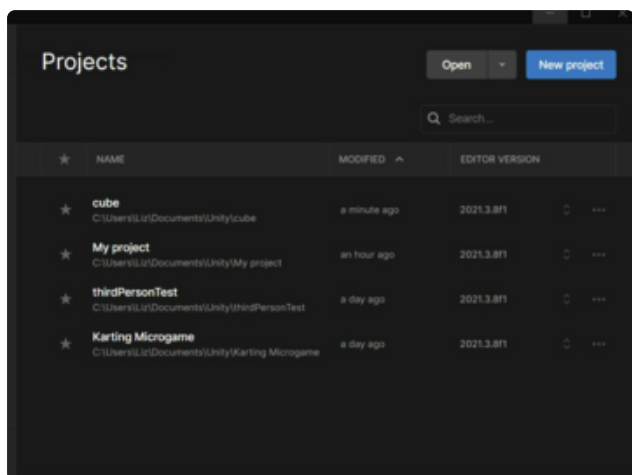 Projects
Open
New project
Search...
NAME
MODIFIED
EDITOR VERSION
cube
C:\Users\Liz\Documents\Unity\cube
a minute ago
2021.3.8f1
My project
C:\Users\Liz\Documents\Unity\My project
an hour ago
2021.3.8f1
thirdPersonTest
C:\Users\Liz\Documents\Unity\thirdPersonTest
a day ago
2021.3.8f1
Karting Microgame
C:\Users\Liz\Documents\Unity\Karting Microgame
a day ago
2021.3.8f1